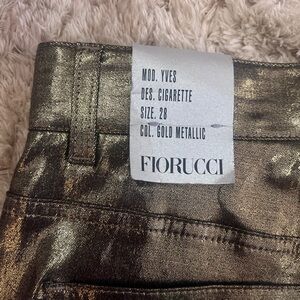 MOD. YVES
DES. CIGARETTE
SIZE. 28
COL. GOLD METALLIC
FIORUCCI